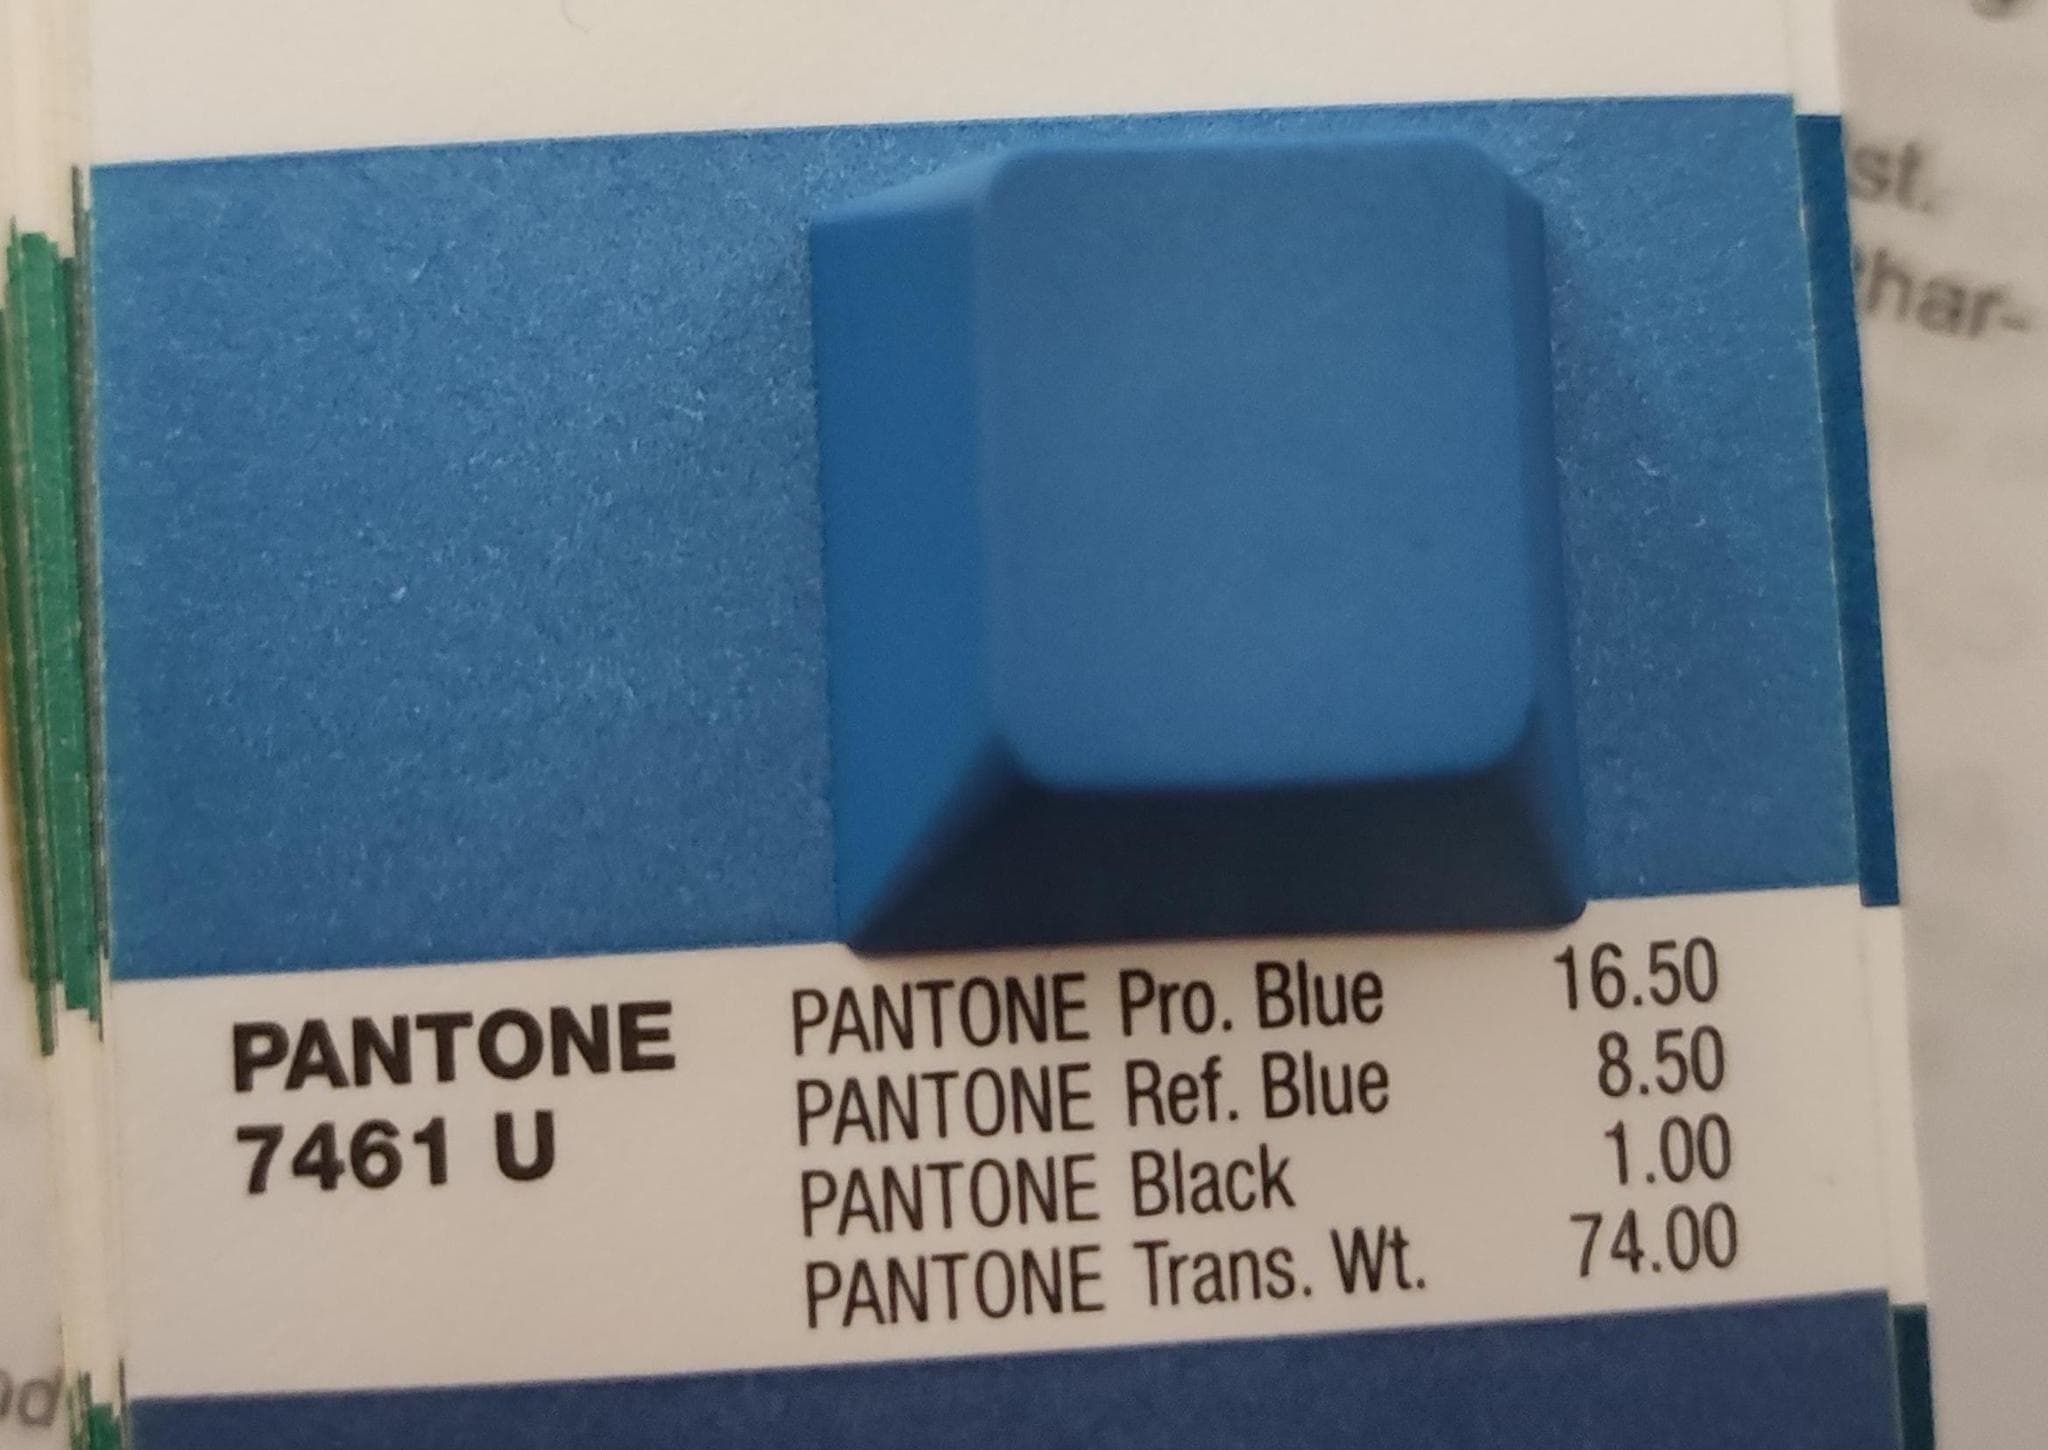 st.
har-
PANTONE
7461 U
PANTONE Pro. Blue 16.50
PANTONE Ref. Blue 8.50
PANTONE Black 1.00
PANTONE Trans. Wt. 74.00
od